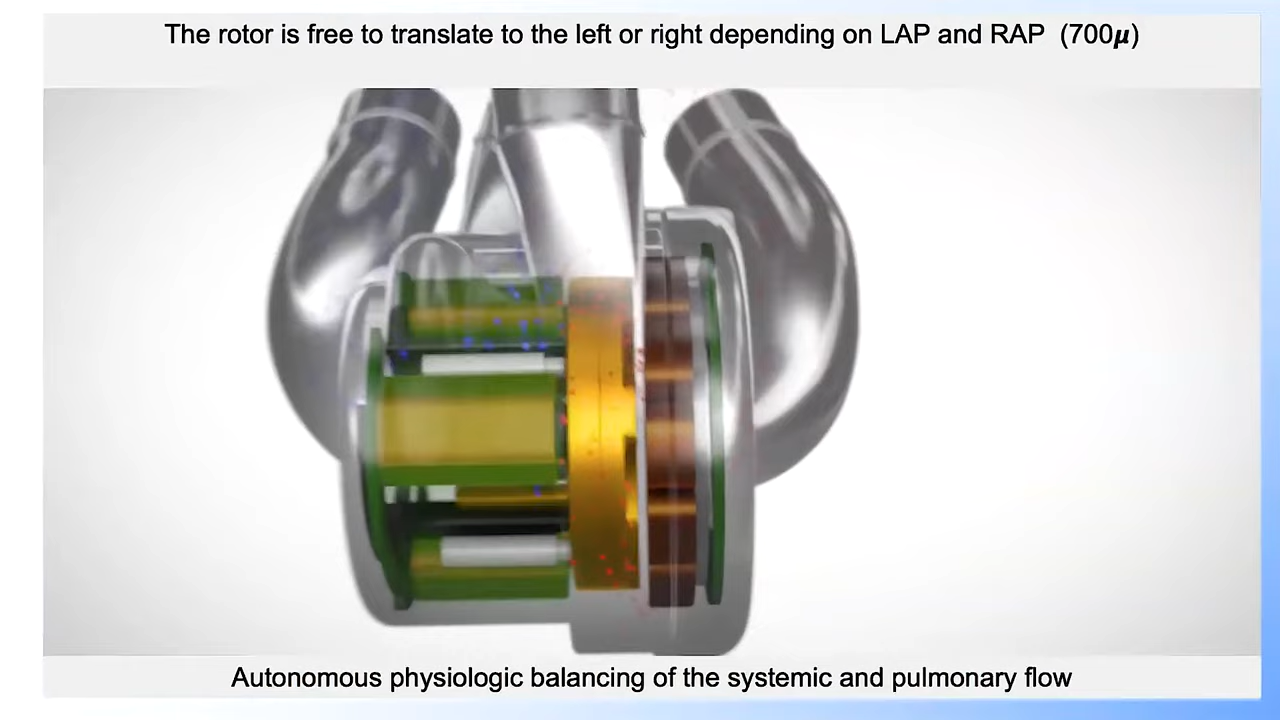 The rotor is free to translate to the left or right depending on LAP and RAP (700μ)
Autonomous physiologic balancing of the systemic and pulmonary flow